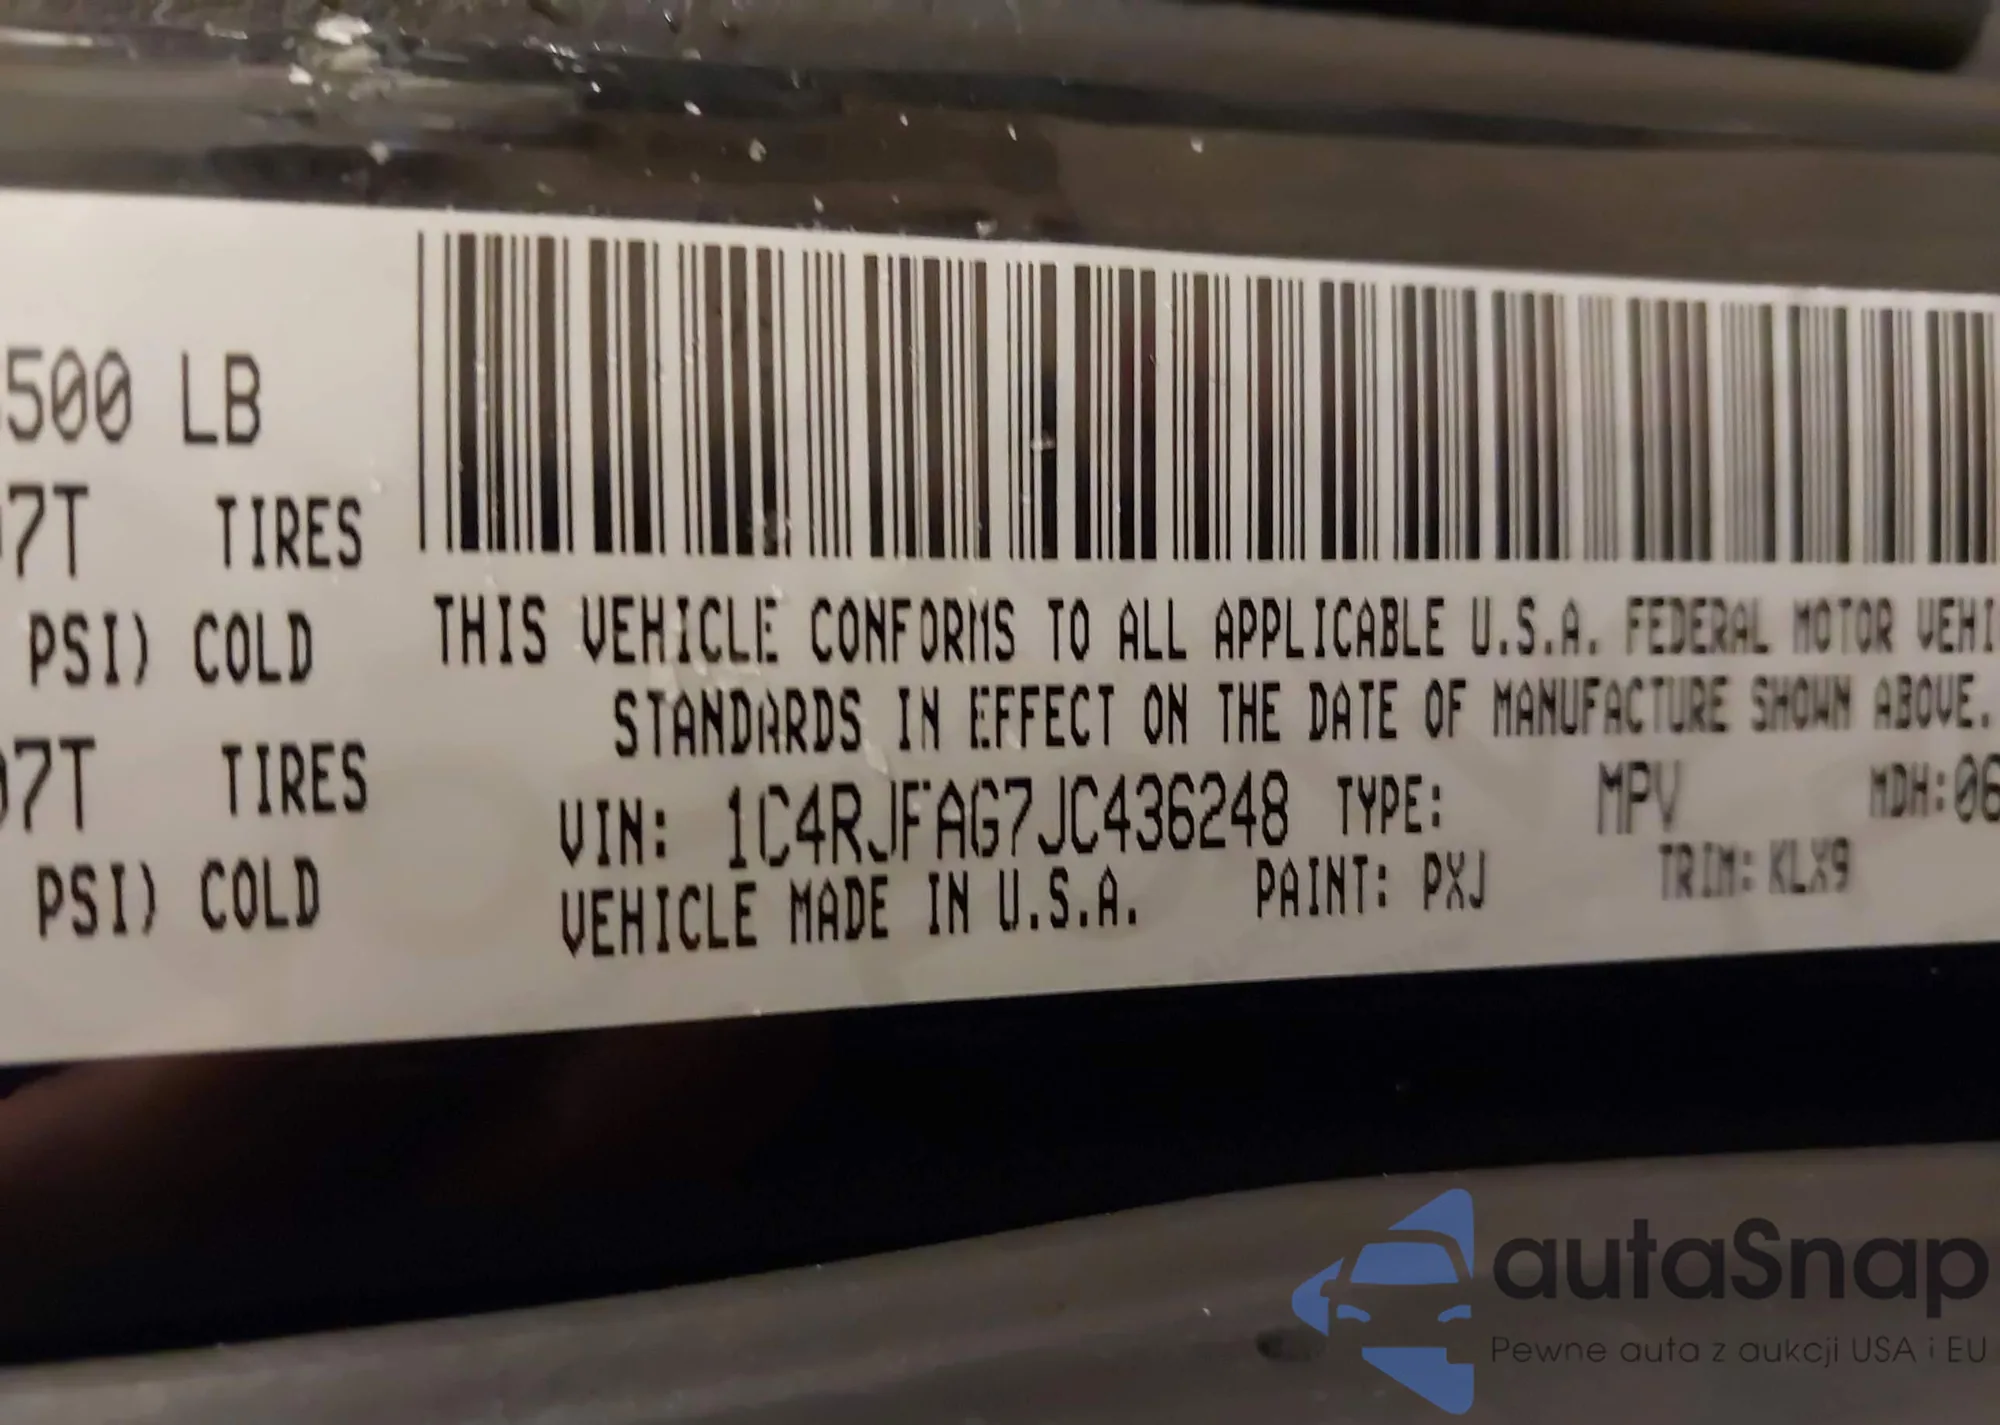 500 LB
7T TIRES
PSI) COLD
7T TIRES
PSI) COLD
THIS VEHICLE CONFORMS TO ALL APPLICABLE U.S.A. FEDERAL MOTOR VEHI
STANDARDS IN EFFECT ON THE DATE OF MANUFACTURE SHOWN ABOVE.
VIN: 1C4RJFAG7JC436248 TYPE: MPV MDH:06
VEHICLE MADE IN U.S.A. PAINT: PXJ TRIM: KLX9
autaSnap
Pewne auta z aukcji USA i EU